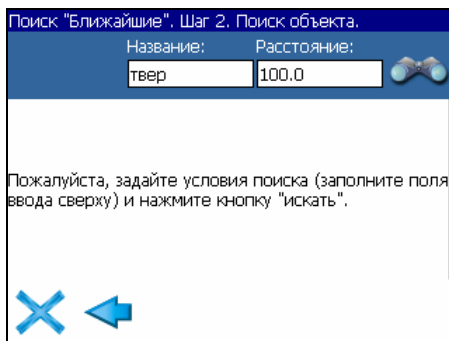 Поиск "Ближайшие". Шаг 2. Поиск объекта.
Название: Расстояние:
твер 100.0
Пожалуйста, задайте условия поиска (заполните поля
ввода сверху) и нажмите кнопку "искать".